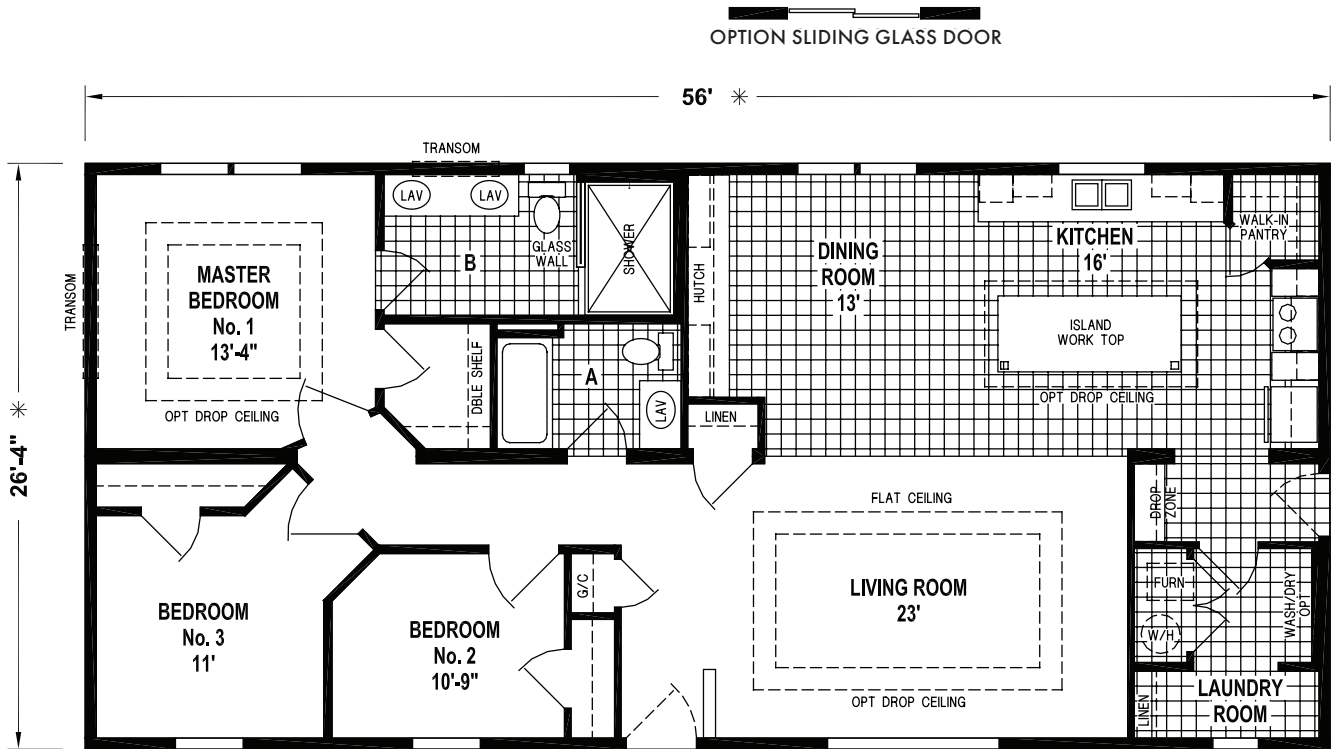 OPTION SLIDING GLASS DOOR
56' ✳
TRANSOM
LAV
LAV
GLASS
WALL
SHOWER
B
HUTCH
DINING
ROOM
13'
KITCHEN
16'
WALK-IN
PANTRY
MASTER
BEDROOM
No. 1
13'-4"
TRANSOM
OPT DROP CEILING
ISLAND
WORK TOP
OPT DROP CEILING
DBLE SHELF
A
LAV
LINEN
26'-4" ✳
FLAT CEILING
DROP
ZONE
G/C
LIVING ROOM
23'
FURN
W/H
WASH/DRY
OPT
BEDROOM
No. 3
11'
BEDROOM
No. 2
10'-9"
OPT DROP CEILING
LINEN
LAUNDRY
ROOM